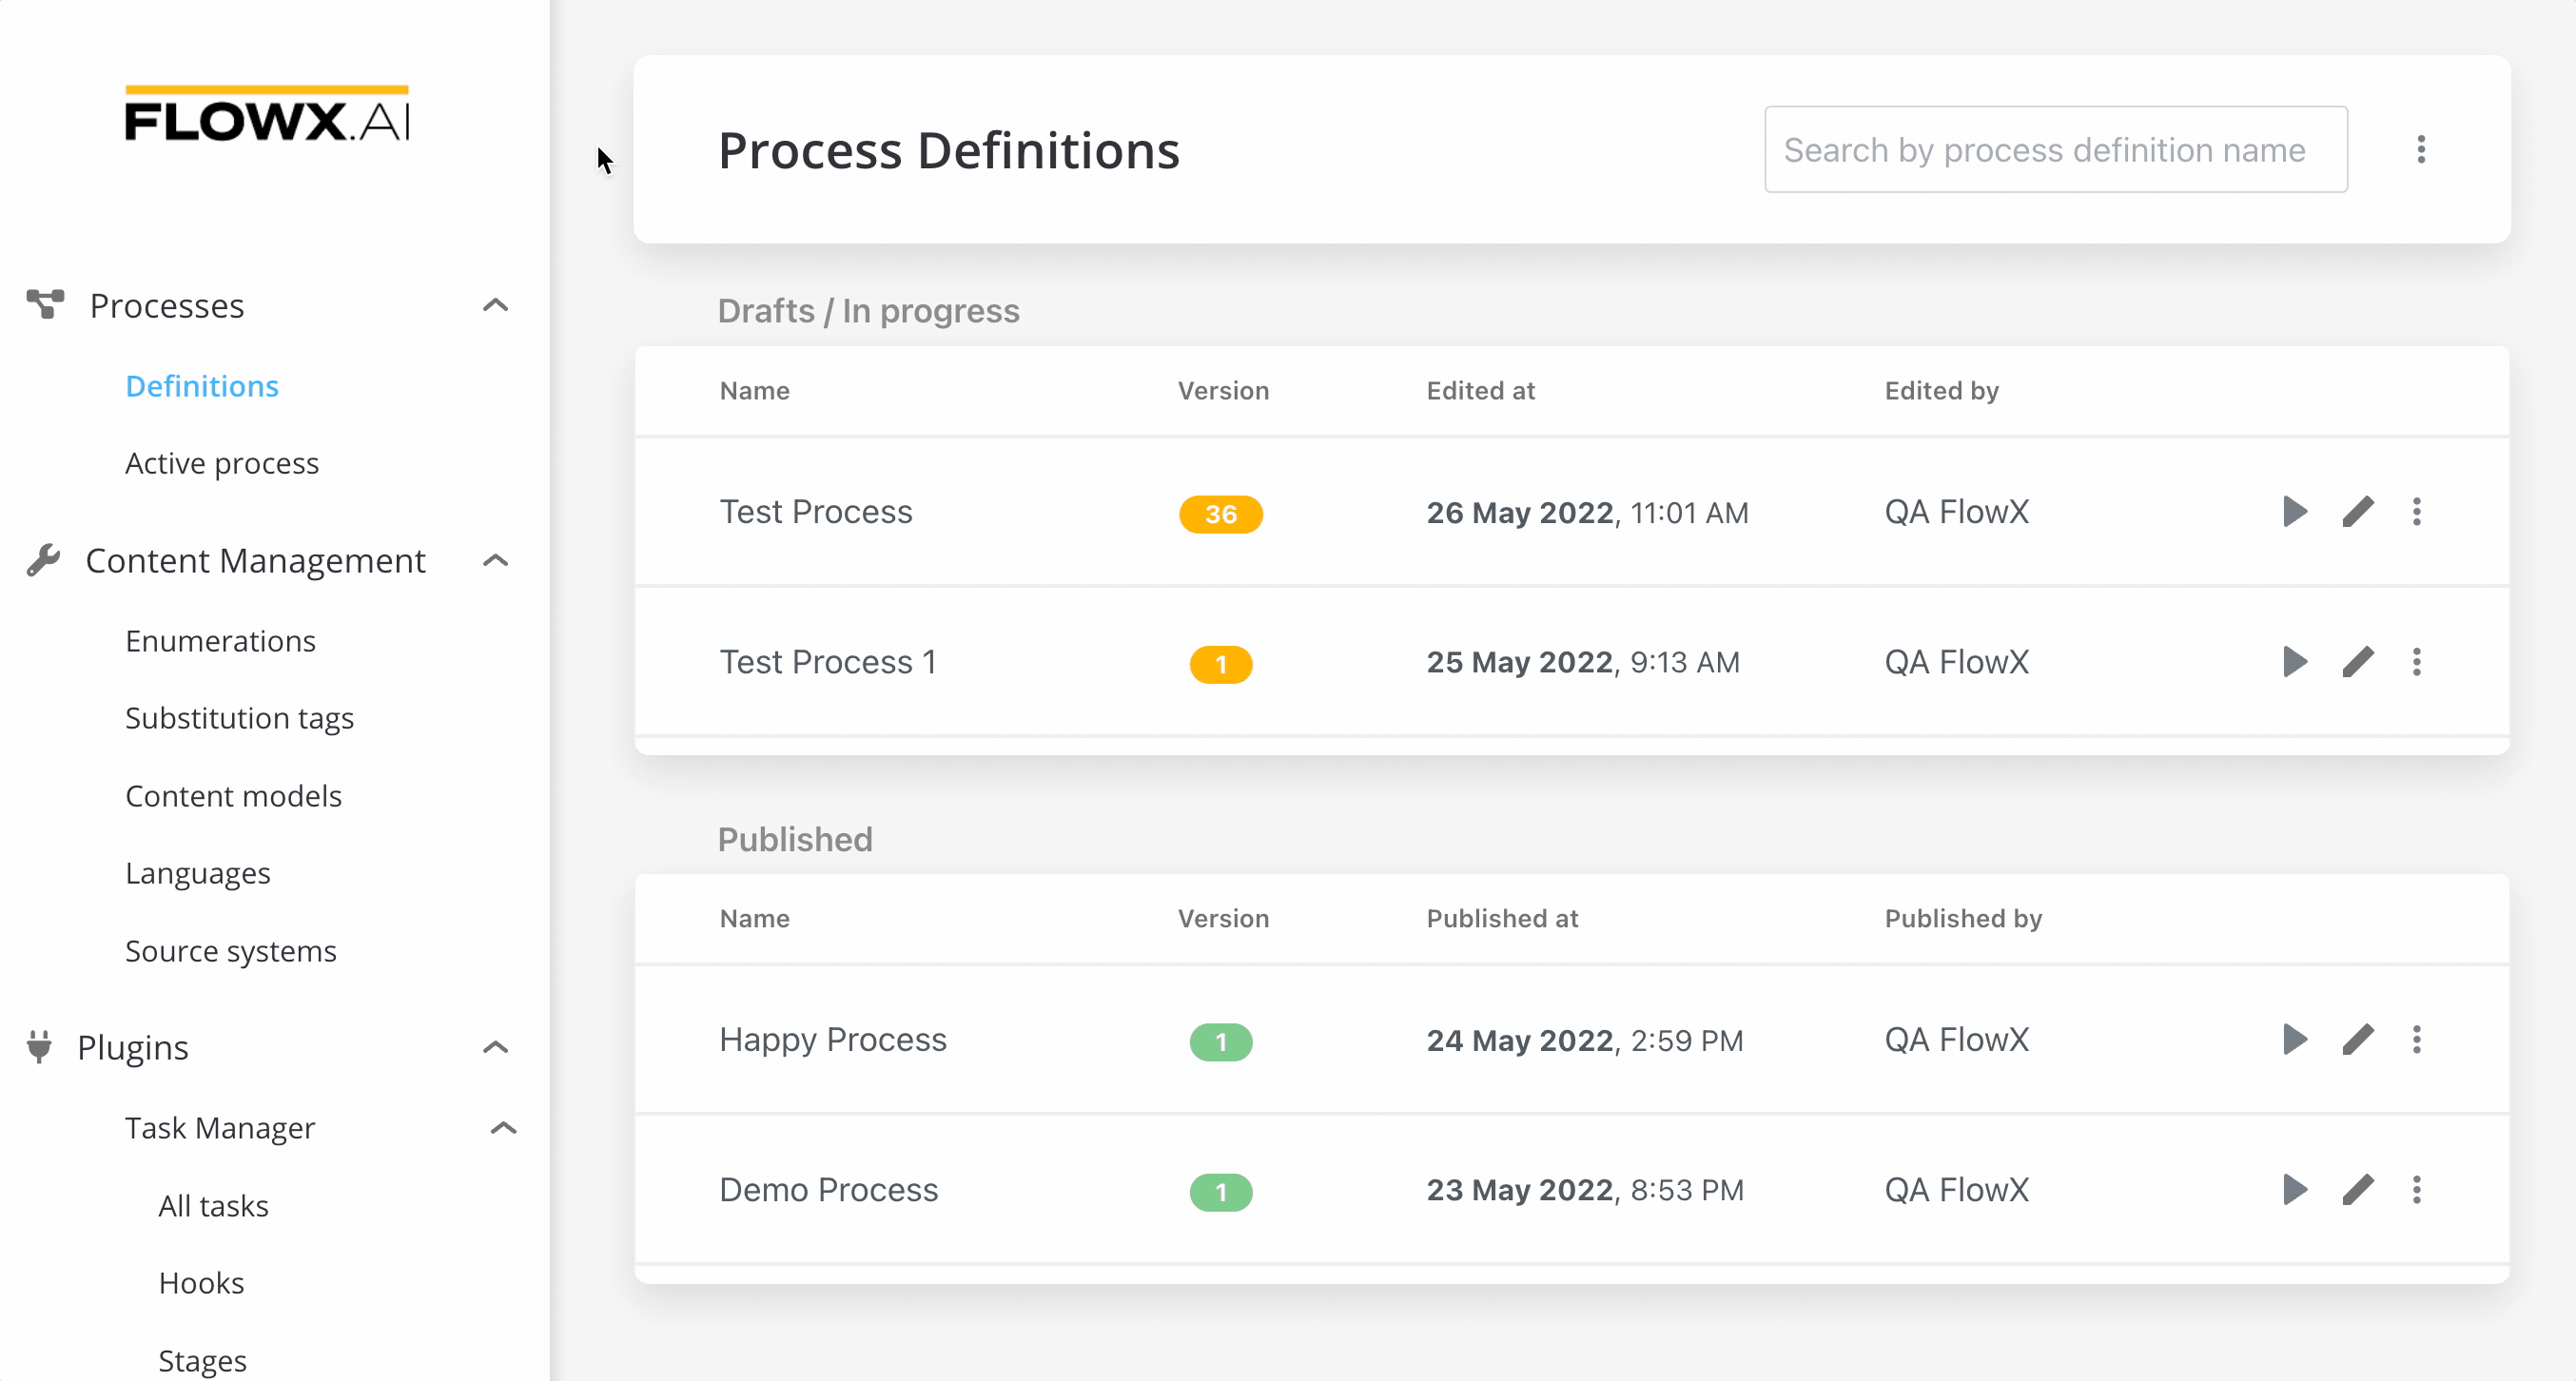 FLOWX.AI
Processes
Definitions
Active process
Content Management
Enumerations
Substitution tags
Content models
Languages
Source systems
Plugins
Task Manager
All tasks
Hooks
Stages
Process Definitions
Search by process definition name
Drafts / In progress
Name Version Edited at Edited by
Test Process 36 26 May 2022, 11:01 AM QA FlowX
Test Process 1 1 25 May 2022, 9:13 AM QA FlowX
Published
Name Version Published at Published by
Happy Process 1 24 May 2022, 2:59 PM QA FlowX
Demo Process 1 23 May 2022, 8:53 PM QA FlowX